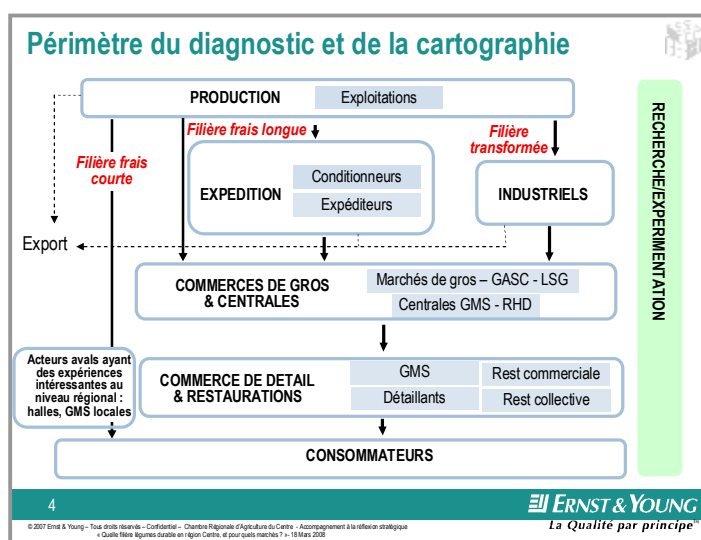 Périmètre du diagnostic et de la cartographie
PRODUCTION
Exploitations
Filière frais longue
Filière
transformée
Filière frais
courte
EXPEDITION
Conditionneurs
Expéditeurs
INDUSTRIELS
RECHERCHE/EXPERIMENTATION
Export
COMMERCES DE GROS
& CENTRALES
Marchés de gros – GASC - LSG
Centrales GMS - RHD
Acteurs avals ayant
des expériences
intéressantes au
niveau régional :
halles, GMS locales
COMMERCE DE DETAIL
& RESTAURATIONS
GMS
Rest commerciale
Détaillants
Rest collective
CONSOMMATEURS
4
ERNST & YOUNG
La Qualité par principe™
© 2007 Ernst & Young – Tous droits réservés – Confidentiel – Chambre Régionale d'Agriculture du Centre - Accompagnement à la réflexion stratégique
« Quelle filière légumes durable en région Centre, et pour quels marchés ? »- 18 Mars 2008